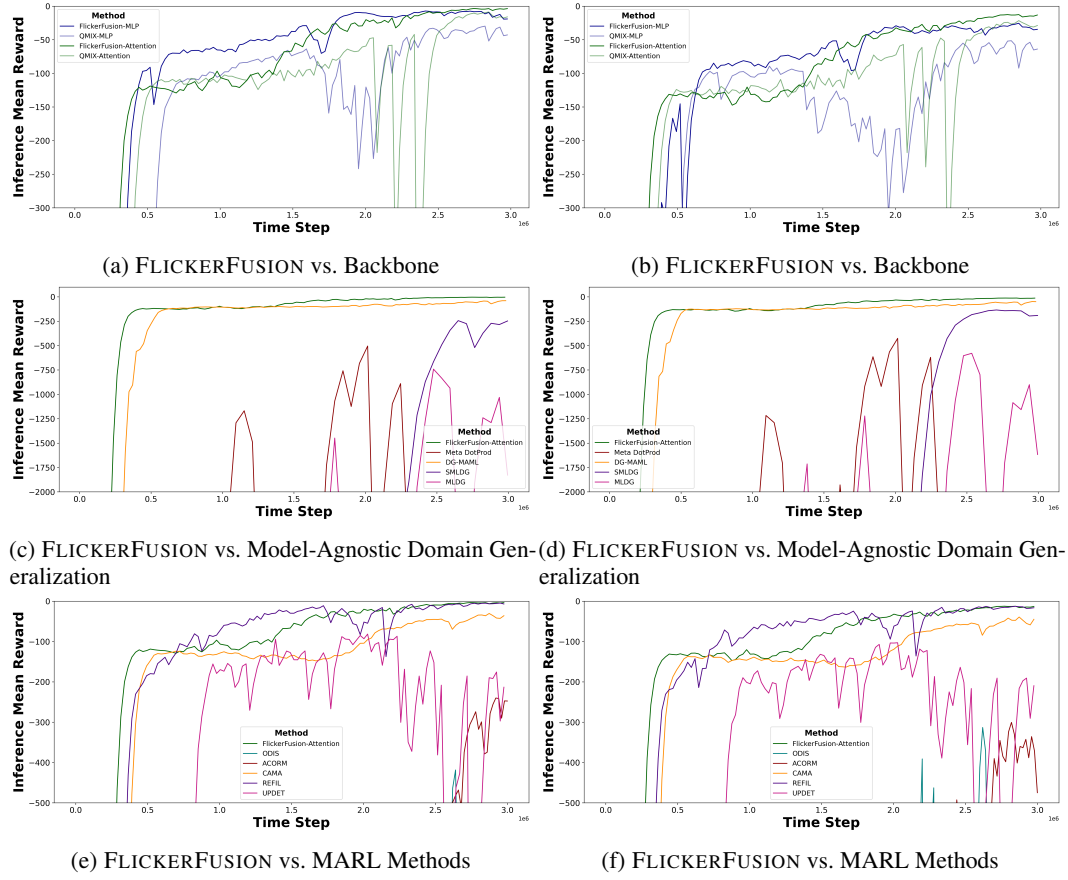 Inference Mean Reward
0
−50
−100
−150
−200
−250
−300
Method
FlickerFusion-MLP
QMIX-MLP
FlickerFusion-Attention
QMIX-Attention
0.0 0.5 1.0 1.5 2.0 2.5 3.0
1e6
Time Step
(a) FLICKERFUSION vs. Backbone
Inference Mean Reward
0
−50
−100
−150
−200
−250
−300
Method
FlickerFusion-MLP
QMIX-MLP
FlickerFusion-Attention
QMIX-Attention
0.0 0.5 1.0 1.5 2.0 2.5 3.0
1e6
Time Step
(b) FLICKERFUSION vs. Backbone
Inference Mean Reward
0
−250
−500
−750
−1000
−1250
−1500
−1750
−2000
Method
FlickerFusion-Attention
Meta DotProd
DG-MAML
SMLDG
MLDG
0.0 0.5 1.0 1.5 2.0 2.5 3.0
1e6
Time Step
(c) FLICKERFUSION vs. Model-Agnostic Domain Gen-
eralization
Inference Mean Reward
0
−250
−500
−750
−1000
−1250
−1500
−1750
−2000
Method
FlickerFusion-Attention
Meta DotProd
DG-MAML
SMLDG
MLDG
0.0 0.5 1.0 1.5 2.0 2.5 3.0
1e6
Time Step
(d) FLICKERFUSION vs. Model-Agnostic Domain Gen-
eralization
Inference Mean Reward
0
−100
−200
−300
−400
−500
Method
FlickerFusion-Attention
ODIS
ACORM
CAMA
REFIL
UPDET
0.0 0.5 1.0 1.5 2.0 2.5 3.0
1e6
Time Step
(e) FLICKERFUSION vs. MARL Methods
Inference Mean Reward
0
−100
−200
−300
−400
−500
Method
FlickerFusion-Attention
ODIS
ACORM
CAMA
REFIL
UPDET
0.0 0.5 1.0 1.5 2.0 2.5 3.0
1e6
Time Step
(f) FLICKERFUSION vs. MARL Methods